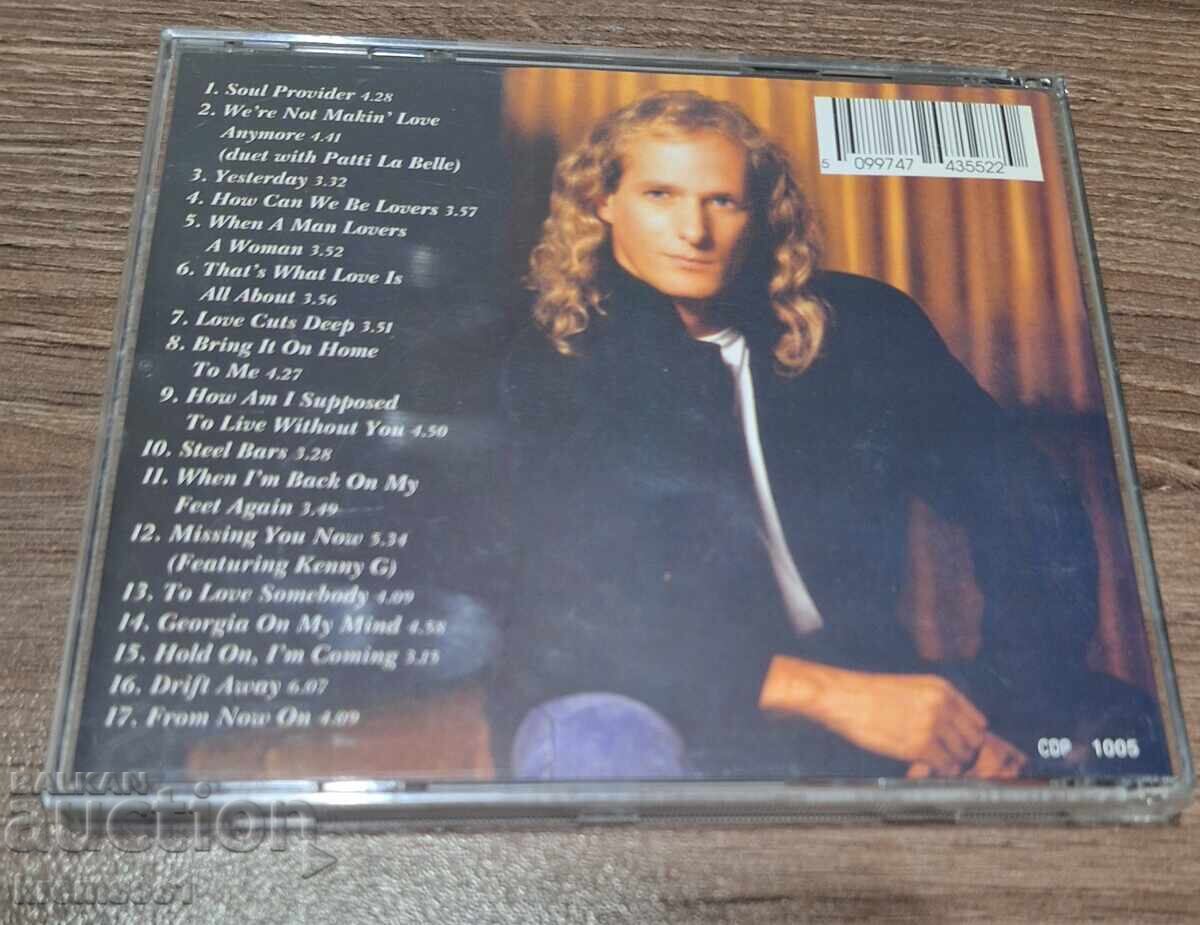 1. Soul Provider 4.28
2. We're Not Makin' Love
Anymore 4.41
(duet with Patti La Belle)
3. Yesterday 3.32
4. How Can We Be Lovers 3.57
5. When A Man Lovers
A Woman 3.52
6. That's What Love Is
All About 3.56
7. Love Cuts Deep 3.51
8. Bring It On Home
To Me 4.27
9. How Am I Supposed
To Live Without You 4.50
10. Steel Bars 3.28
11. When I'm Back On My
Feet Again 3.49
12. Missing You Now 5.34
(Featuring Kenny G)
13. To Love Somebody 4.09
14. Georgia On My Mind 4.58
15. Hold On, I'm Coming
16. Drift Away 6.07
17. From Now On 4.09
5 099747 435522
CDP 1005
BALKAN
auction